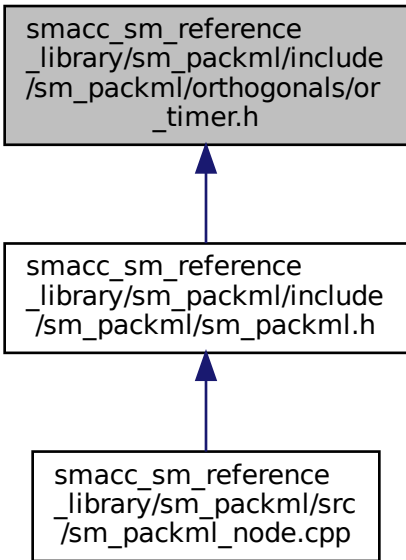 smacc_sm_reference
_library/sm_packml/include
/sm_packml/orthogonals/or
_timer.h
smacc_sm_reference
_library/sm_packml/include
/sm_packml/sm_packml.h
smacc_sm_reference
_library/sm_packml/src
/sm_packml_node.cpp